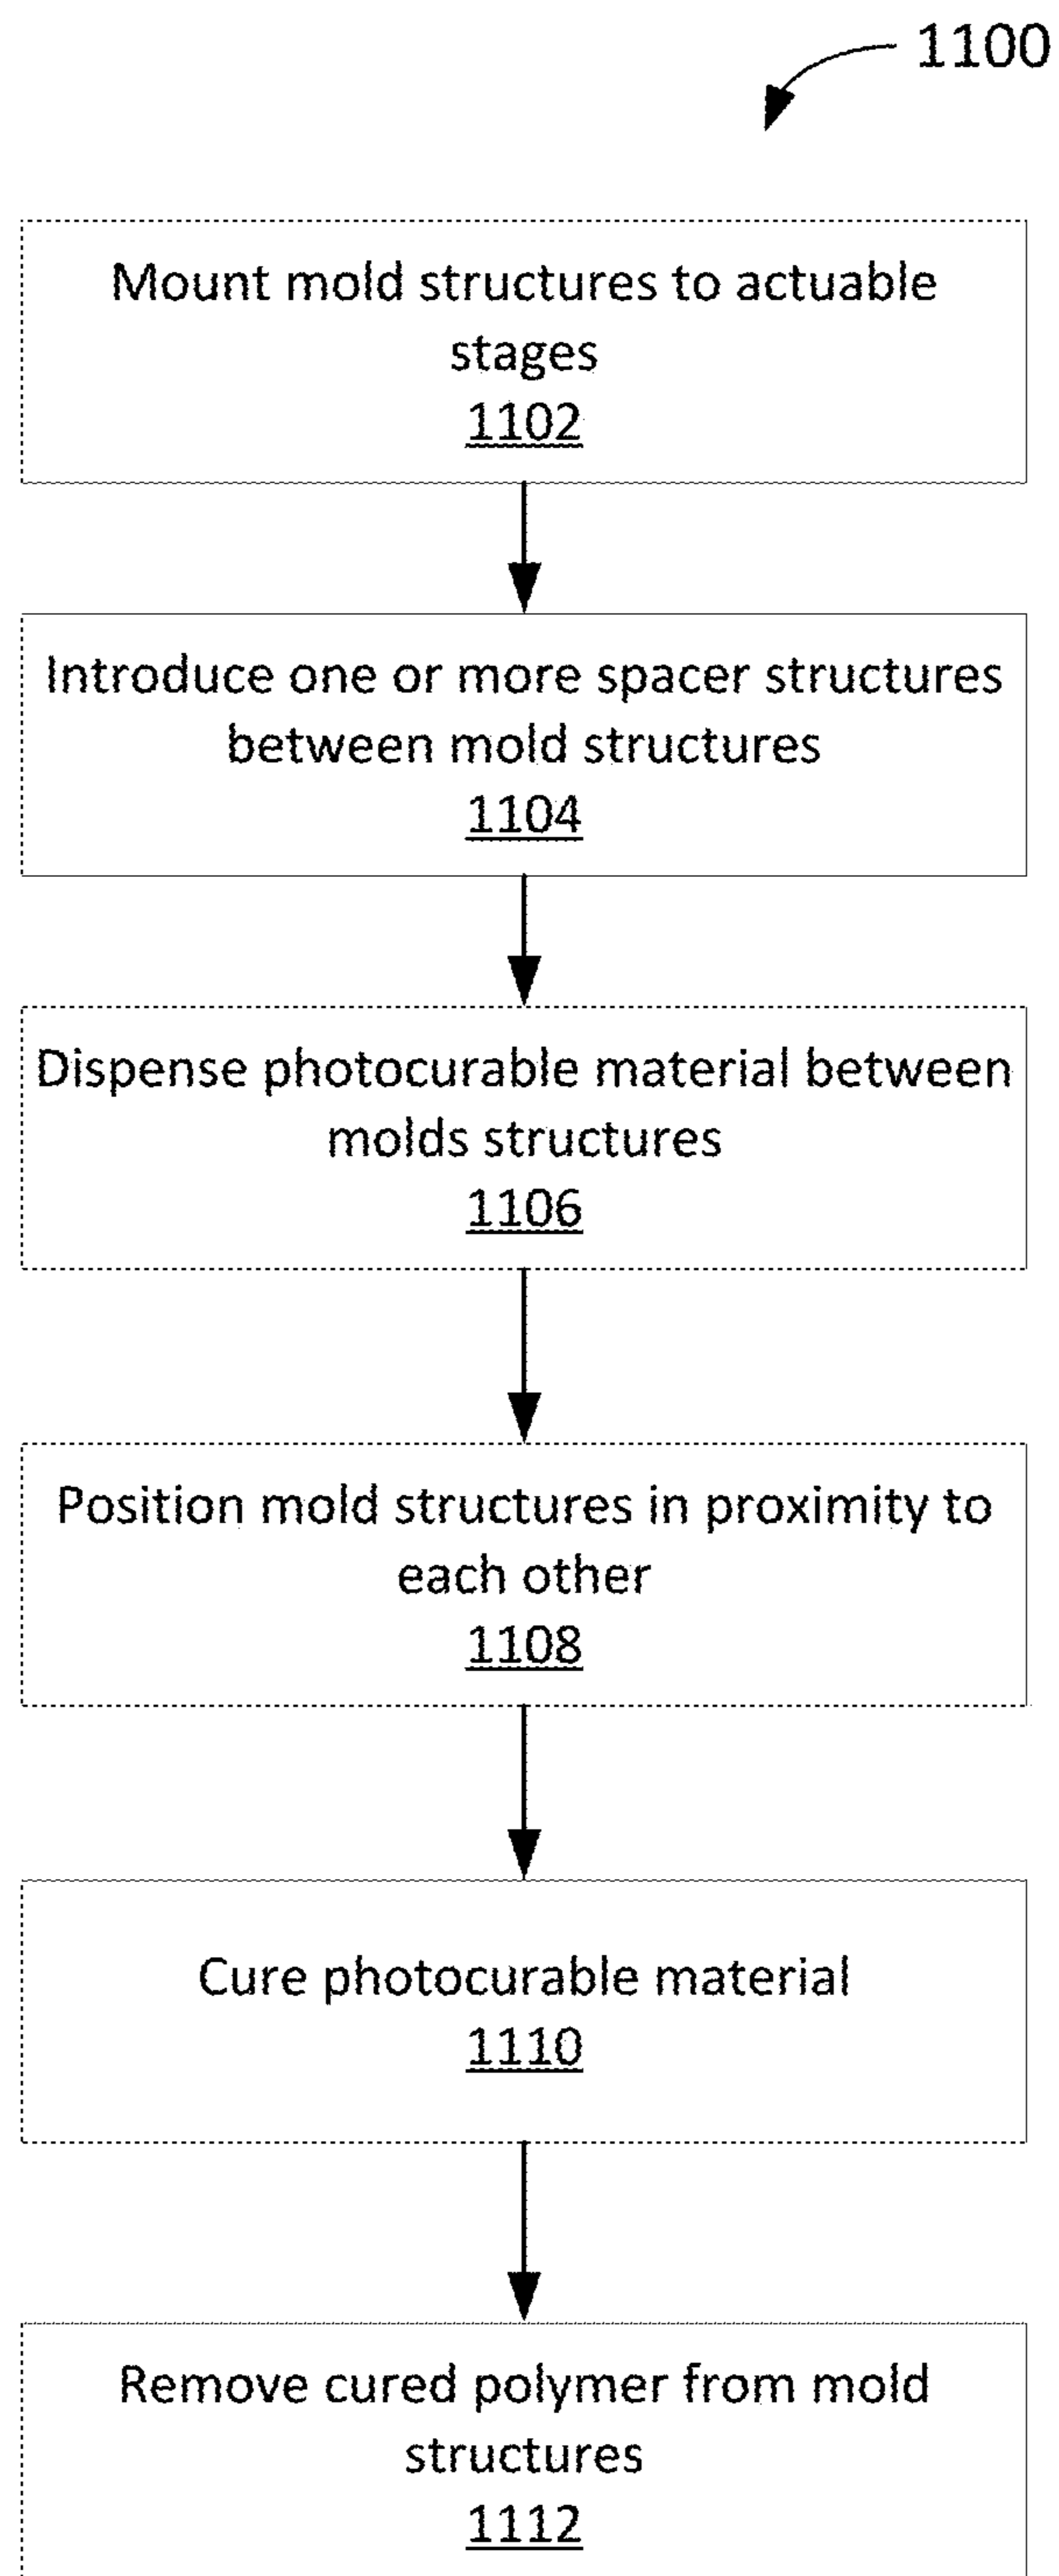 1100
Mount mold structures to actuable
stages
1102
Introduce one or more spacer structures
between mold structures
1104
Dispense photocurable material between
molds structures
1106
Position mold structures in proximity to
each other
1108
Cure photocurable material
1110
Remove cured polymer from mold
structures
1112